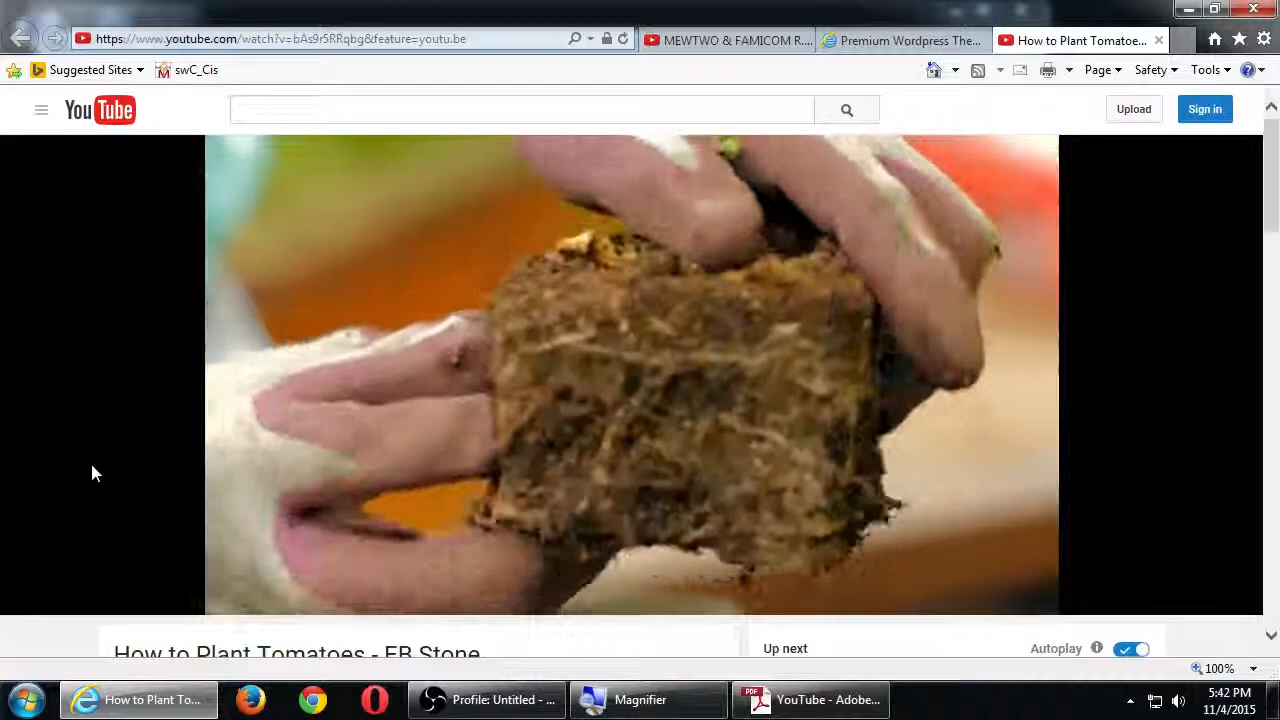 https://www.youtube.com/watch?v=bAs9r5RRqbg&feature=youtu.be
MEWTWO & FAMICOM R...
Premium Wordpress The...
How to Plant Tomatoe...
Suggested Sites
swC_Cis
Page
Safety
Tools
YouTube
Upload
Sign in
How to Plant Tomatoes - EB Stone
Up next
Autoplay
100%
How to Plant To...
Profile: Untitled - ...
Magnifier
YouTube - Adobe...
5:42 PM
11/4/2015